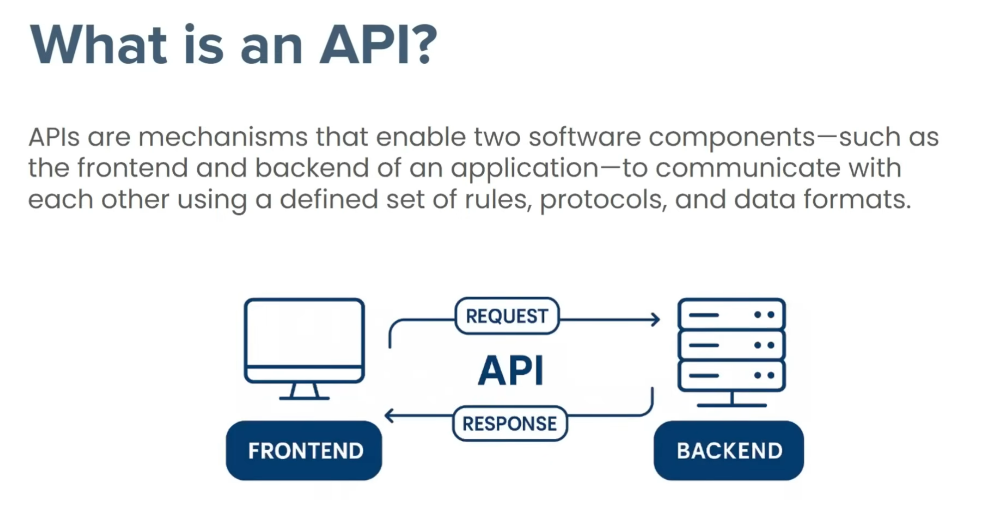 What is an API?
APIs are mechanisms that enable two software components—such as
the frontend and backend of an application—to communicate with
each other using a defined set of rules, protocols, and data formats.
REQUEST
API
RESPONSE
FRONTEND
BACKEND